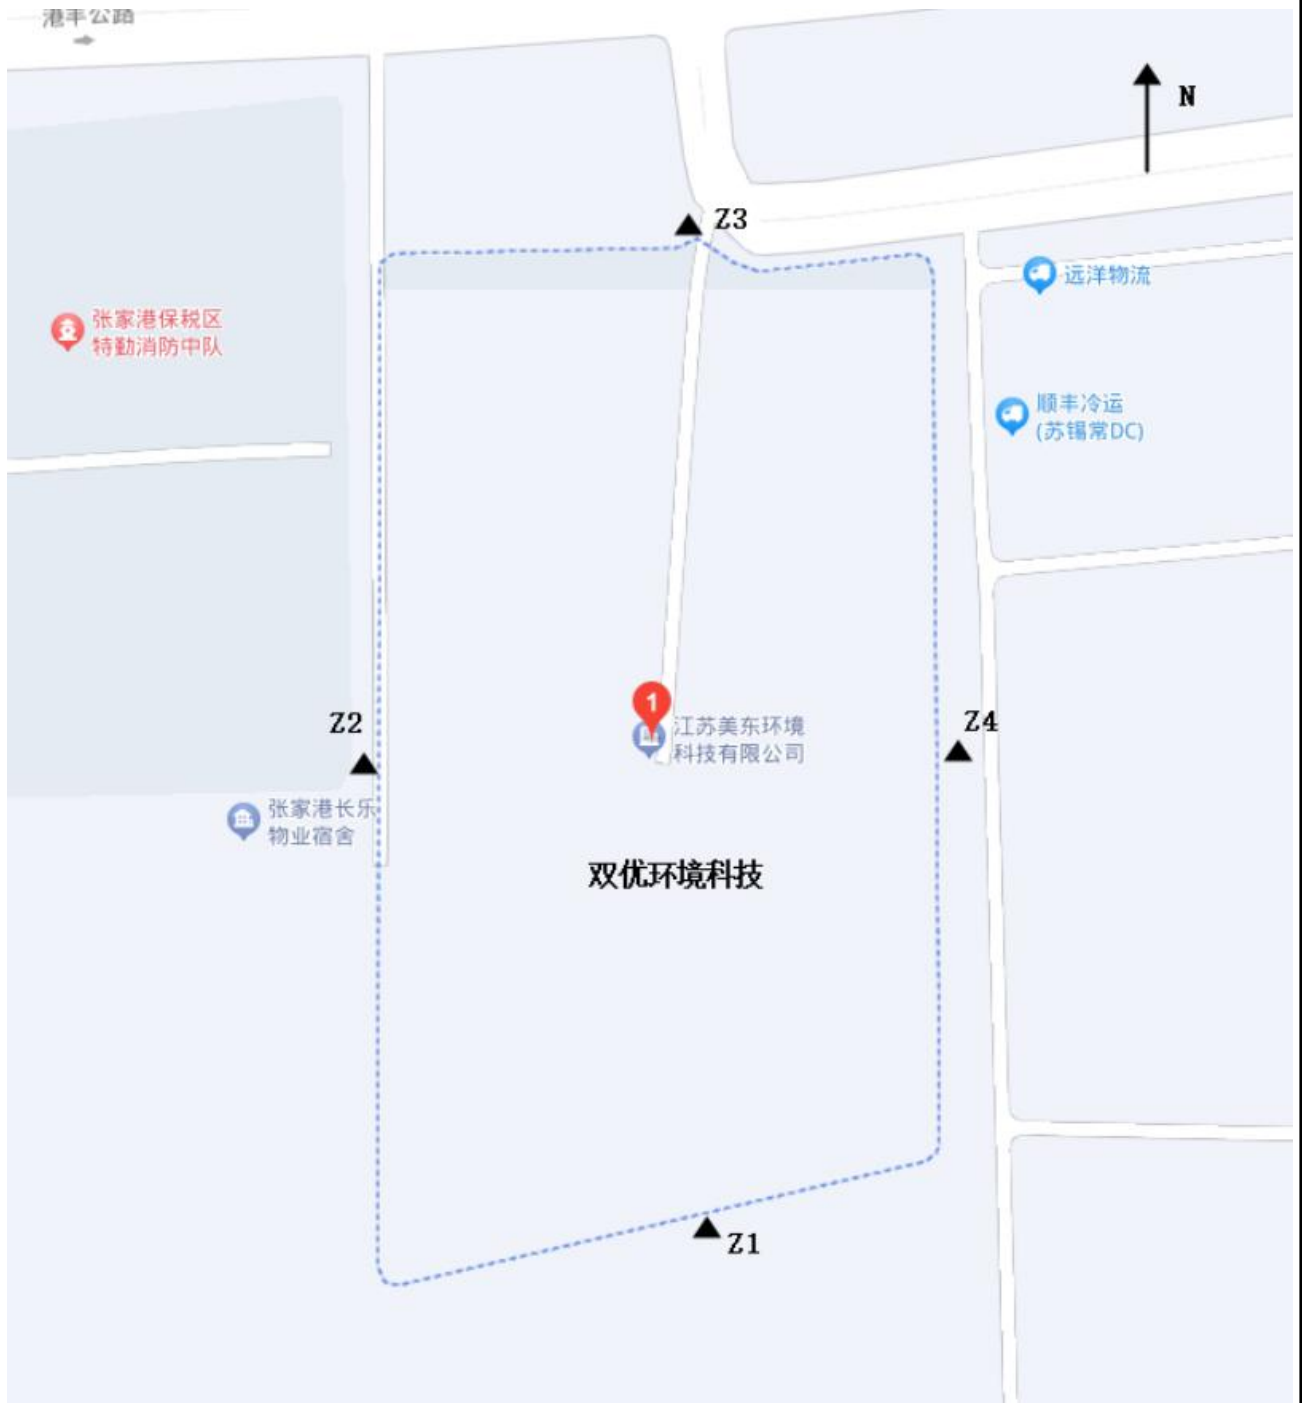 港丰公路
N
Z3
远洋物流
张家港保税区
特勤消防中队
顺丰冷运
(苏锡常DC)
Z2
1
江苏美东环境
科技有限公司
Z4
张家港长乐
物业宿舍
双优环境科技
Z1